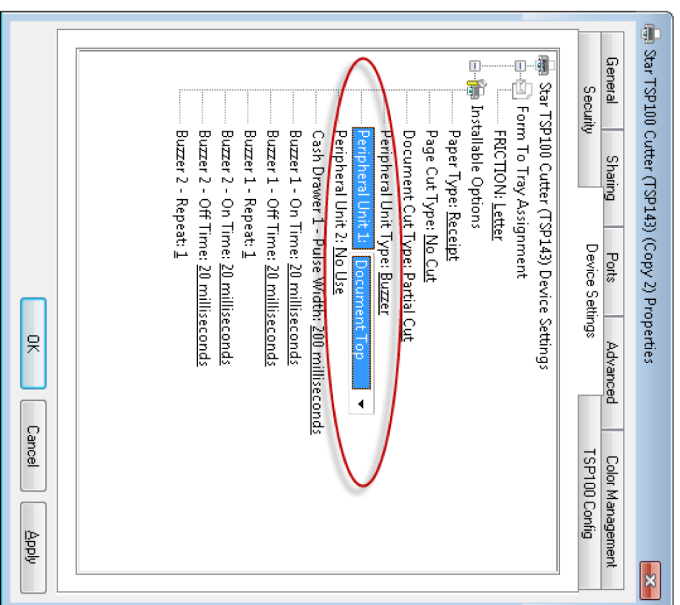 Star TSP100 Cutter (TSP143) (Copy 2) Properties
General Sharing Ports Advanced Color Management
Security Device Settings TSP100 Config
Star TSP100 Cutter (TSP143) Device Settings
Form To Tray Assignment
FRICTION: Letter
Installable Options
Paper Type: Receipt
Page Cut Type: No Cut
Document Cut Type: Partial Cut
Peripheral Unit Type: Buzzer
Peripheral Unit 1: Document Top
Peripheral Unit 2: No Use
Cash Drawer 1 - Pulse Width: 200 milliseconds
Buzzer 1 - On Time: 20 milliseconds
Buzzer 1 - Off Time: 20 milliseconds
Buzzer 1 - Repeat: 1
Buzzer 2 - On Time: 20 milliseconds
Buzzer 2 - Off Time: 20 milliseconds
Buzzer 2 - Repeat: 1
OK Cancel Apply